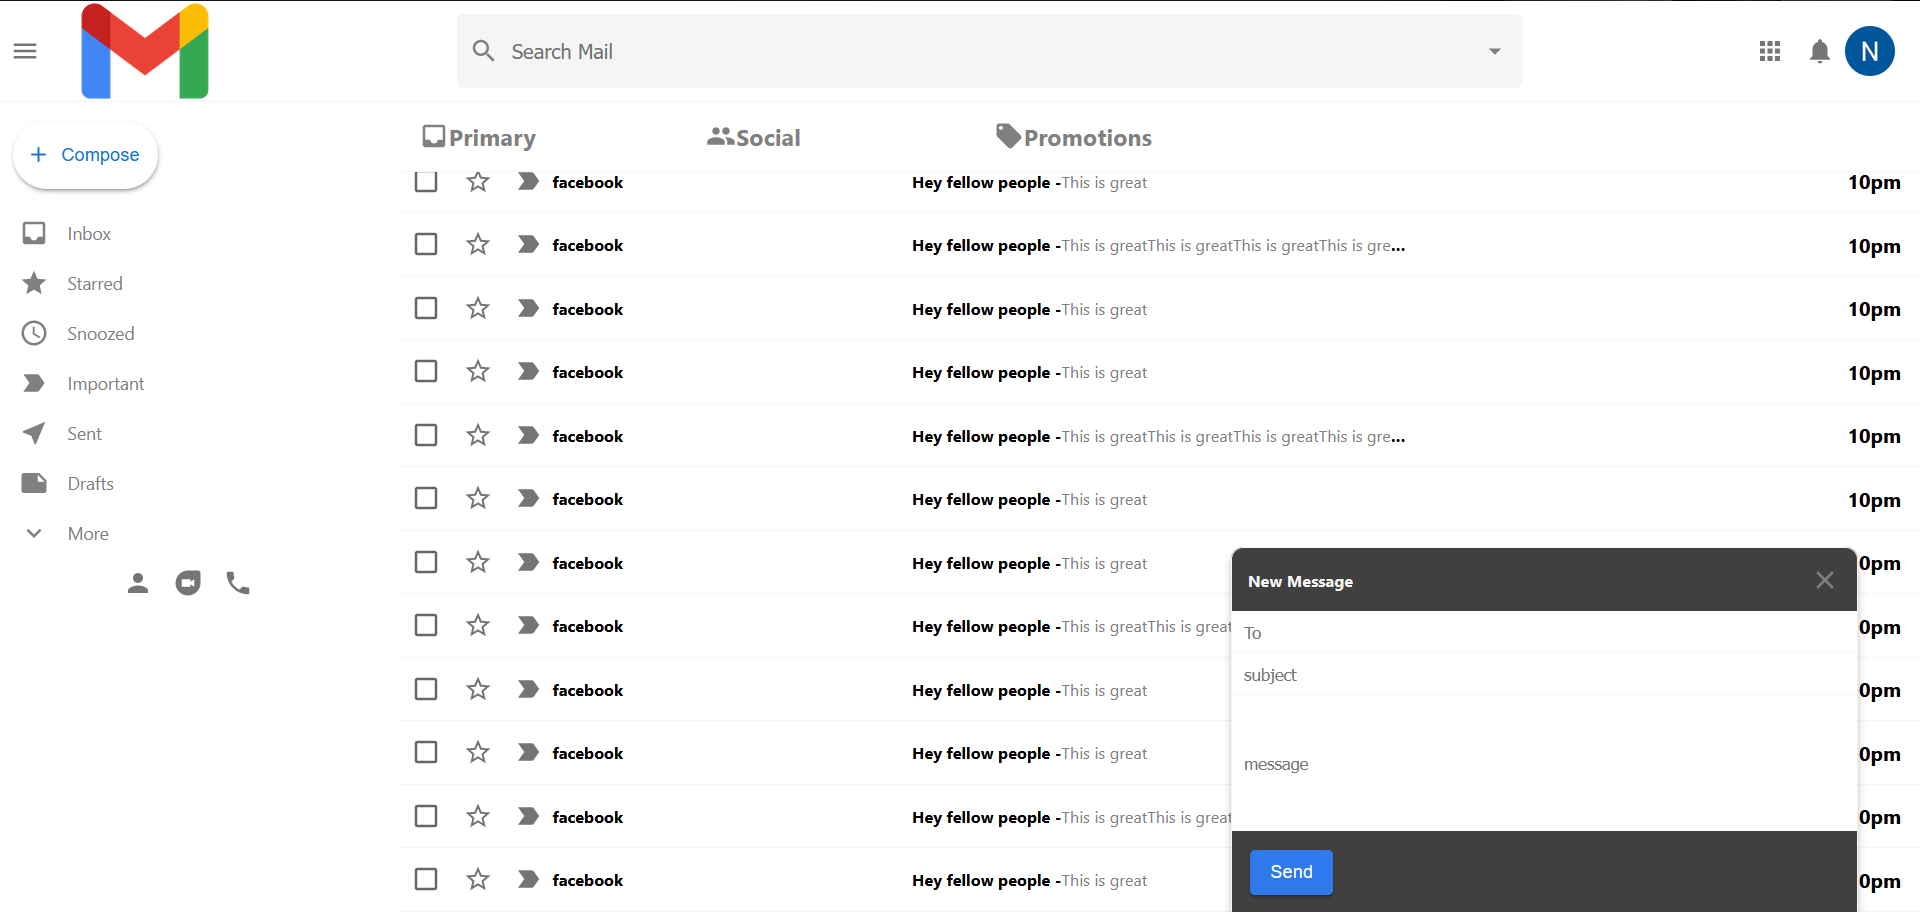 Search Mail
N
Compose
Inbox
Starred
Snoozed
Important
Sent
Drafts
More
Primary Social Promotions
facebook Hey fellow people -This is great 10pm
facebook Hey fellow people -This is greatThis is greatThis is greatThis is gre... 10pm
facebook Hey fellow people -This is great 10pm
facebook Hey fellow people -This is great 10pm
facebook Hey fellow people -This is greatThis is greatThis is greatThis is gre... 10pm
facebook Hey fellow people -This is great 10pm
facebook Hey fellow people -This is great 0pm
facebook Hey fellow people -This is greatThis is great 0pm
facebook Hey fellow people -This is great 0pm
facebook Hey fellow people -This is great 0pm
facebook Hey fellow people -This is greatThis is great 0pm
facebook Hey fellow people -This is great 0pm
New Message
To
subject
message
Send